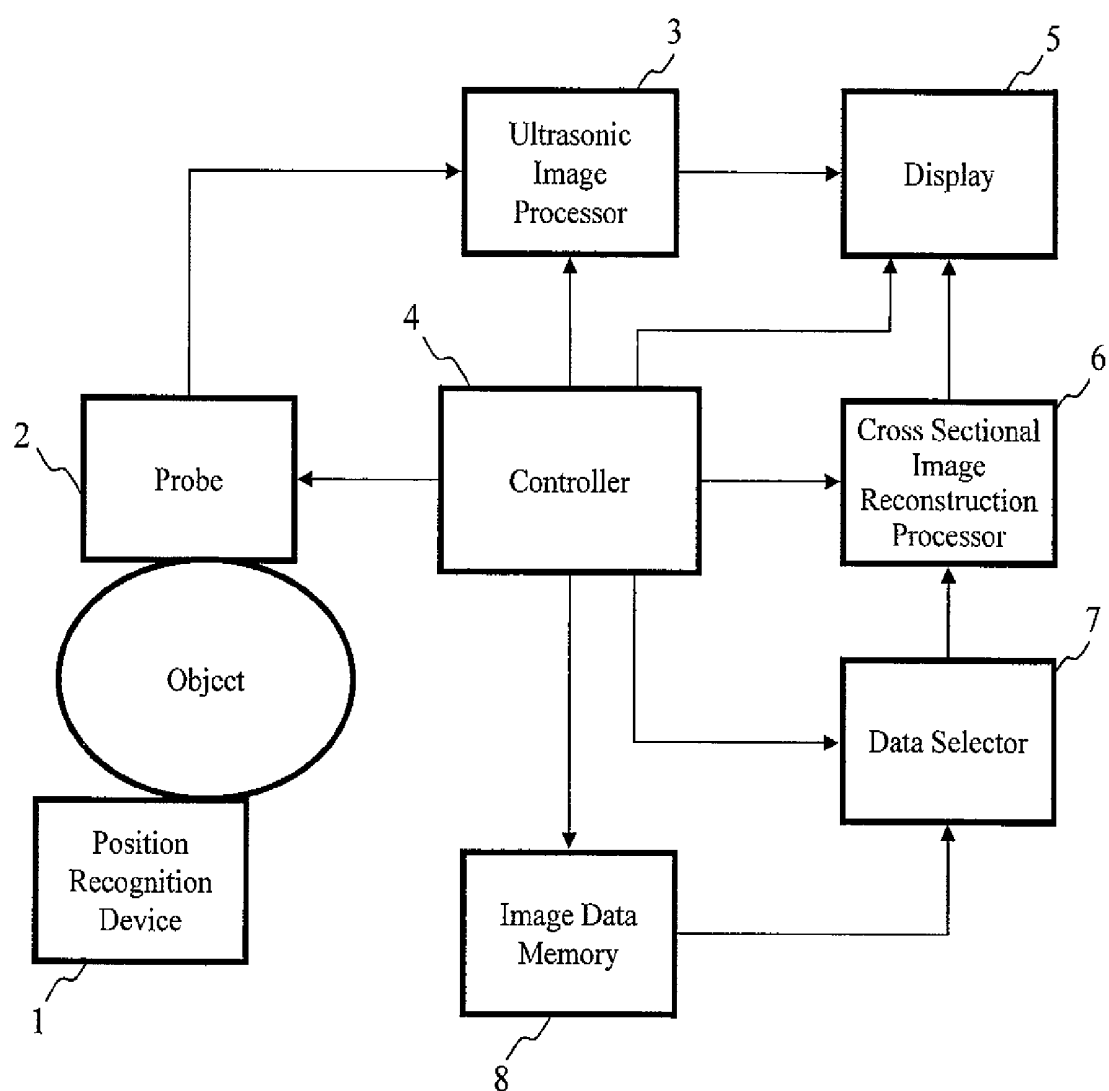 3
5
Ultrasonic
Image
Processor
Display
4
6
2
Probe
Controller
Cross Sectional
Image
Reconstruction
Processor
7
Object
Data Selector
Position
Recognition
Device
Image Data
Memory
1
8